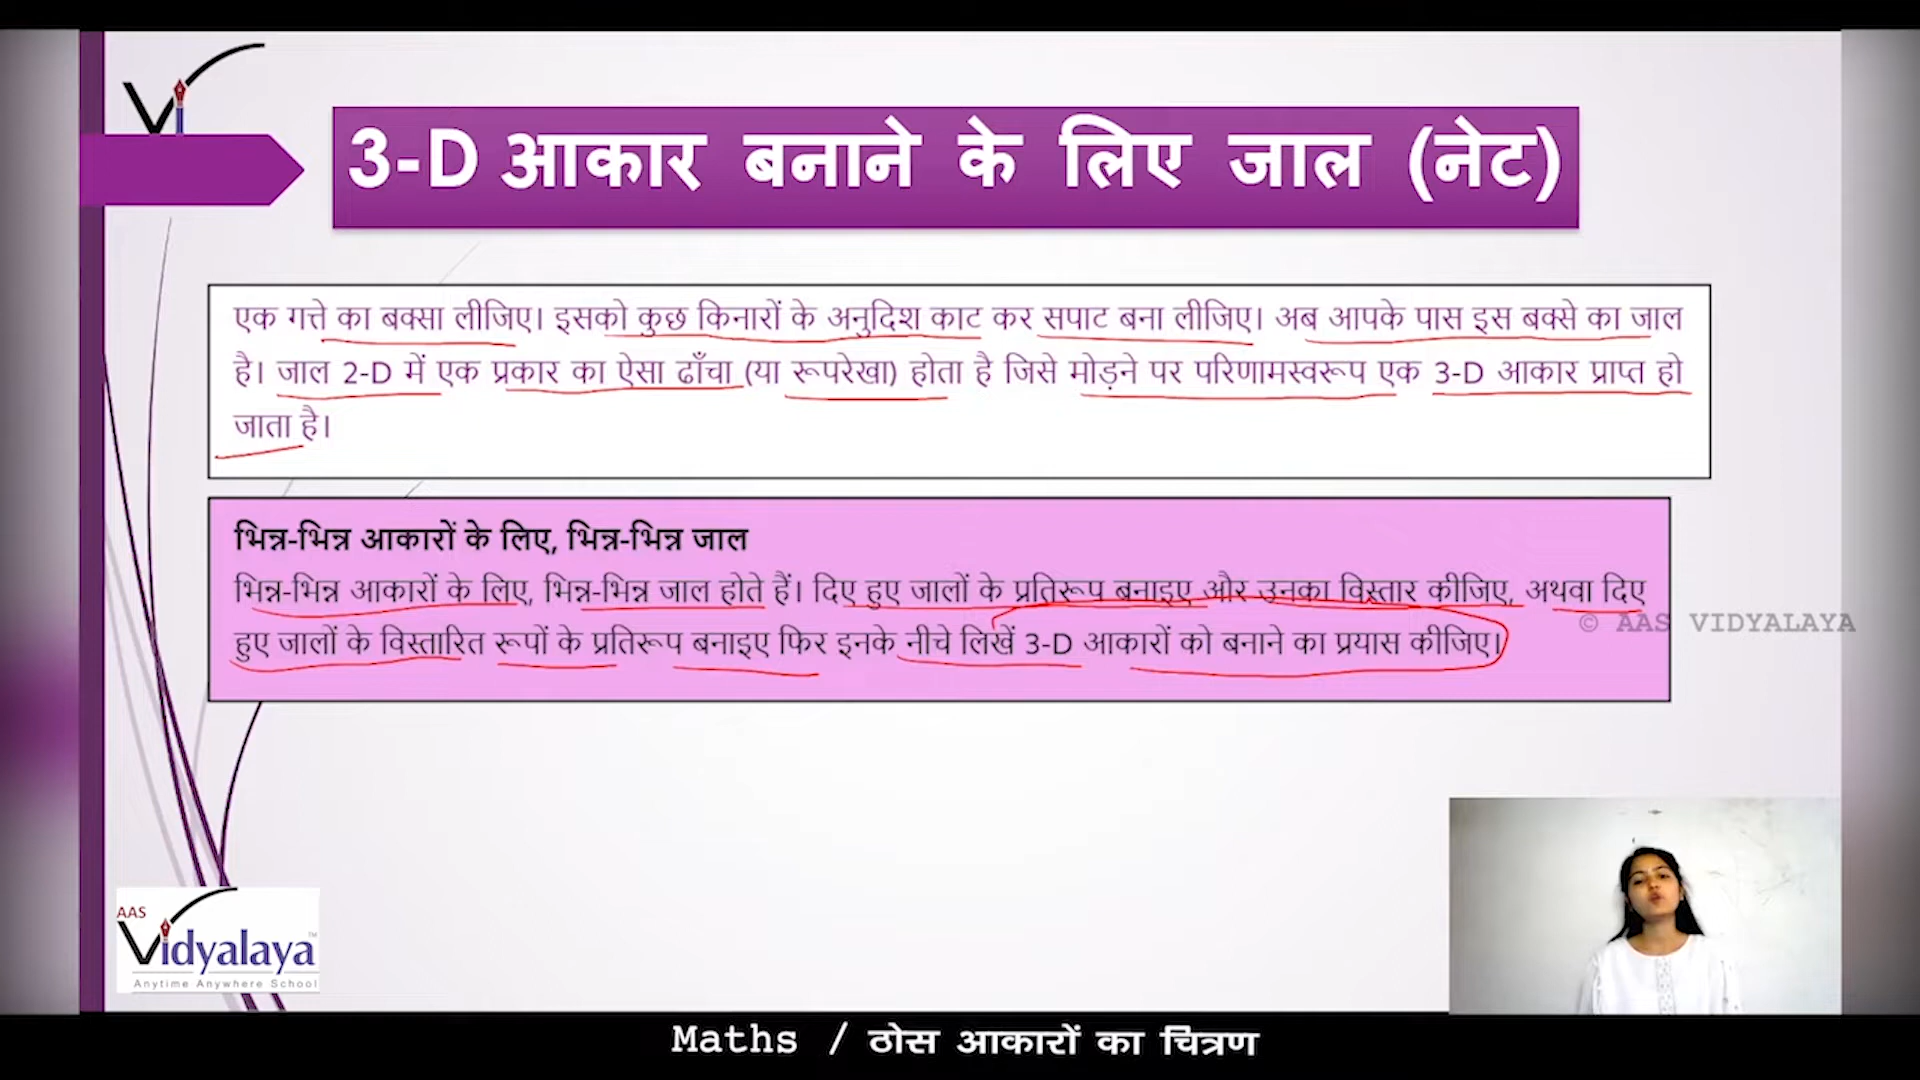 3-D आकार बनाने के लिए जाल (नेट)
एक गत्ते का बक्सा लीजिए। इसको कुछ किनारों के अनुदिश काट कर सपाट बना लीजिए। अब आपके पास इस बक्से का जाल
है। जाल 2-D में एक प्रकार का ऐसा ढाँचा (या रूपरेखा) होता है जिसे मोड़ने पर परिणामस्वरूप एक 3-D आकार प्राप्त हो
जाता है।
भिन्न-भिन्न आकारों के लिए, भिन्न-भिन्न जाल
भिन्न-भिन्न आकारों के लिए, भिन्न-भिन्न जाल होते हैं। दिए हुए जालों के प्रतिरूप बनाइए और उनका विस्तार कीजिए, अथवा दिए
हुए जालों के विस्तारित रूपों के प्रतिरूप बनाइए फिर इनके नीचे लिखें 3-D आकारों को बनाने का प्रयास कीजिए।
© AAS VIDYALAYA
AAS
Vidyalaya™
Anytime Anywhere School
Maths / ठोस आकारों का चित्रण